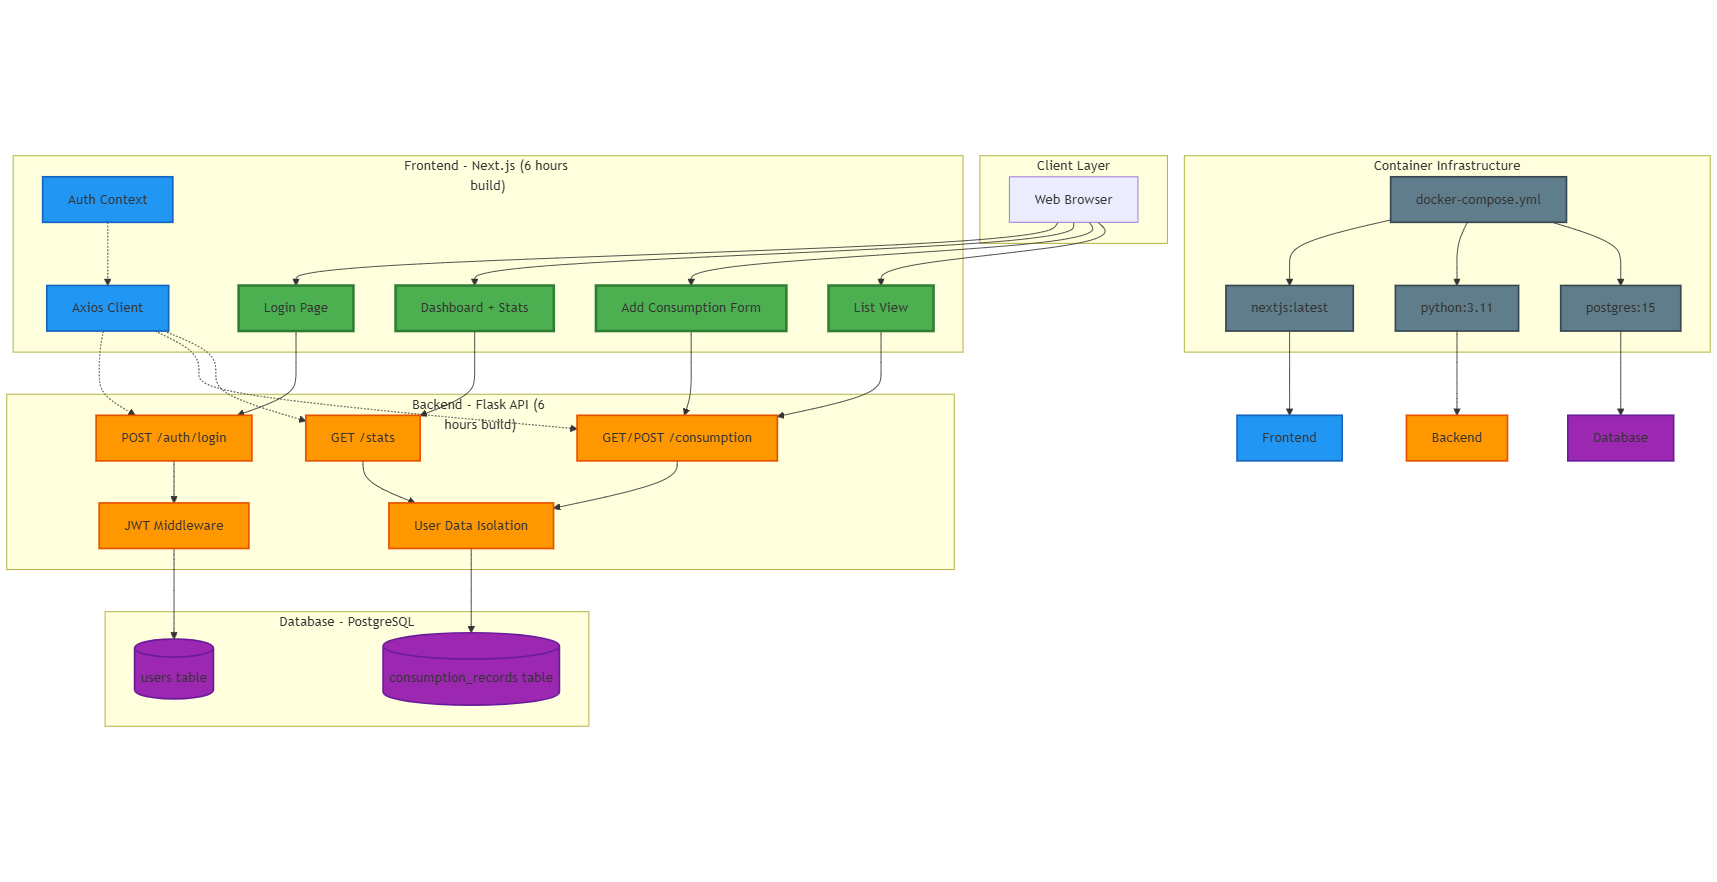 Frontend - Next.js (6 hours
build)
Auth Context
Axios Client
Login Page
Dashboard + Stats
Add Consumption Form
List View
Client Layer
Web Browser
Container Infrastructure
docker-compose.yml
nextjs:latest
python:3.11
postgres:15
Frontend
Backend
Database
Backend - Flask API (6
hours build)
POST /auth/login
GET /stats
GET/POST /consumption
JWT Middleware
User Data Isolation
Database - PostgreSQL
users table
consumption_records table